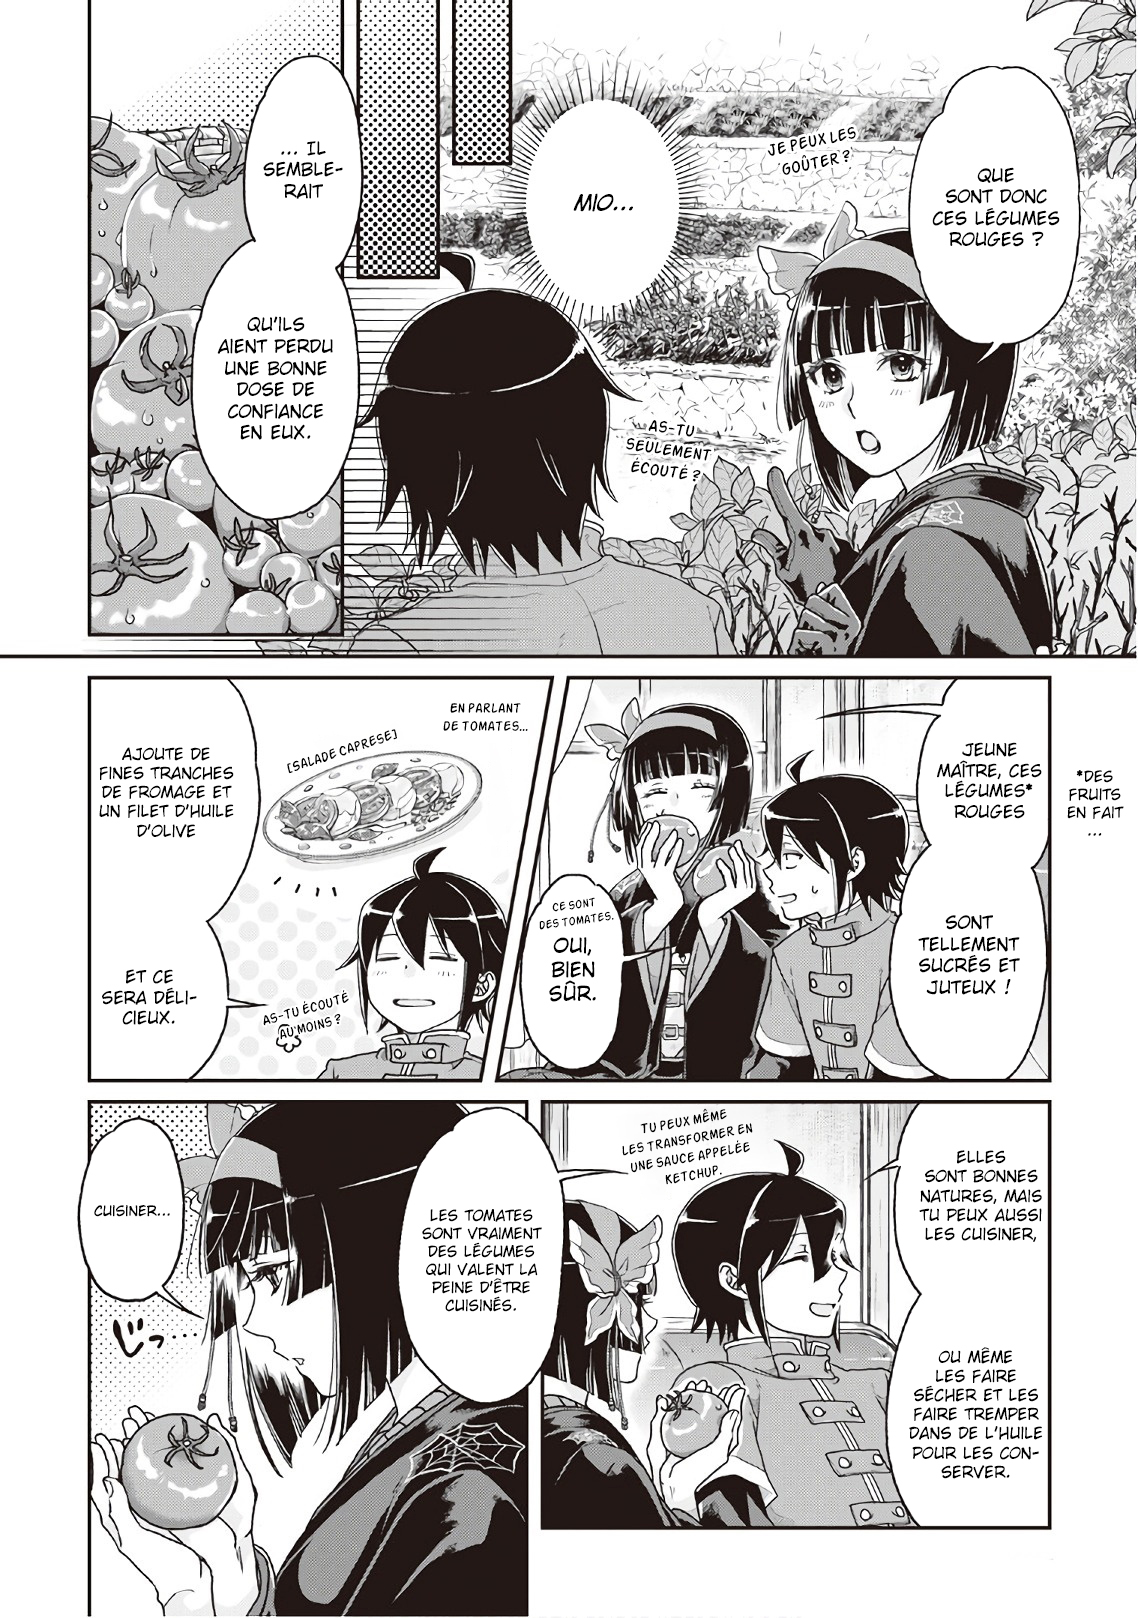 QUE
SONT DONC
CES LÉGUMES
ROUGES ?
JE PEUX LES
GOÛTER ?
MIO...
AS-TU
SEULEMENT
ÉCOUTÉ ?
... IL
SEMBLE-
RAIT
QU'ILS
AIENT PERDU
UNE BONNE
DOSE DE
CONFIANCE
EN EUX.
JEUNE
MAÎTRE, CES
LÉGUMES*
ROUGES
*DES
FRUITS
EN FAIT
...
SONT
TELLEMENT
SUCRÉS ET
JUTEUX !
CE SONT
DES TOMATES.
OUI,
BIEN
SÛR.
EN PARLANT
DE TOMATES...
[SALADE CAPRESE]
AJOUTE DE
FINES TRANCHES
DE FROMAGE ET
UN FILET D'HUILE
D'OLIVE
ET CE
SERA DÉLI-
CIEUX.
AS-TU ÉCOUTÉ
AU MOINS ?
ELLES
SONT BONNES
NATURES, MAIS
TU PEUX AUSSI
LES CUISINER,
TU PEUX MÊME
LES TRANSFORMER EN
UNE SAUCE APPELÉE
KETCHUP.
OU MÊME
LES FAIRE
SÉCHER ET LES
FAIRE TREMPER
DANS DE L'HUILE
POUR LES CON-
SERVER.
LES TOMATES
SONT VRAIMENT
DES LÉGUMES
QUI VALENT LA
PEINE D'ÊTRE
CUISINÉS.
CUISINER...
じっ……